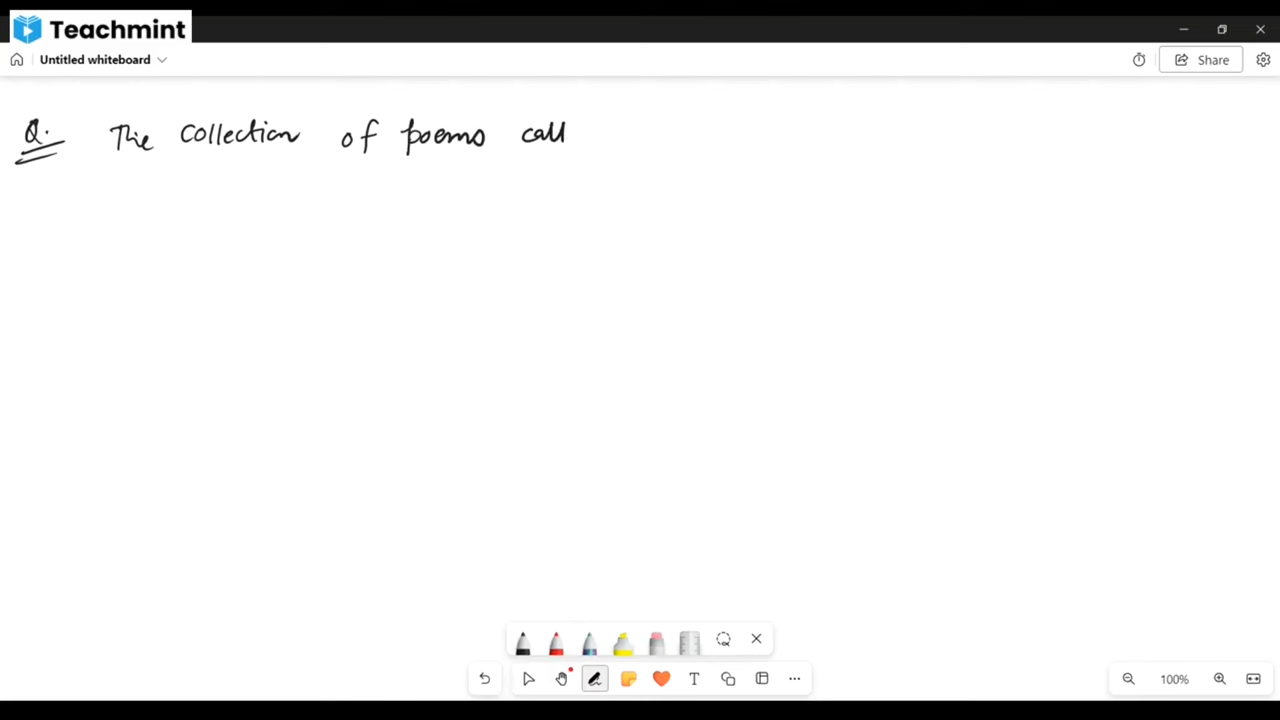 Teachmint
Untitled whiteboard
Share
Q. The Collection of poems call
100%